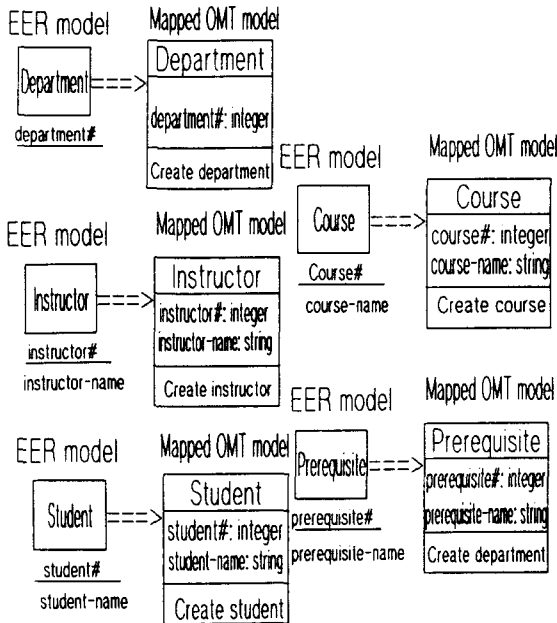 EER model
Mapped OMT model
Department
department#
Department
department#: integer
Create department
EER model
Mapped OMT model
Course
Course#
course-name
Course
course#: integer
course-name: string
Create course
EER model
Mapped OMT model
Instructor
instructor#
instructor-name
Instructor
instructor#: integer
instructor-name: string
Create instructor
EER model
Mapped OMT model
Prerequisite
prerequisite#
prerequisite-name
Prerequisite
prerequisite#: integer
prerequisite-name: string
Create department
EER model
Mapped OMT model
Student
student#
student-name
Student
student#: integer
student-name: string
Create student